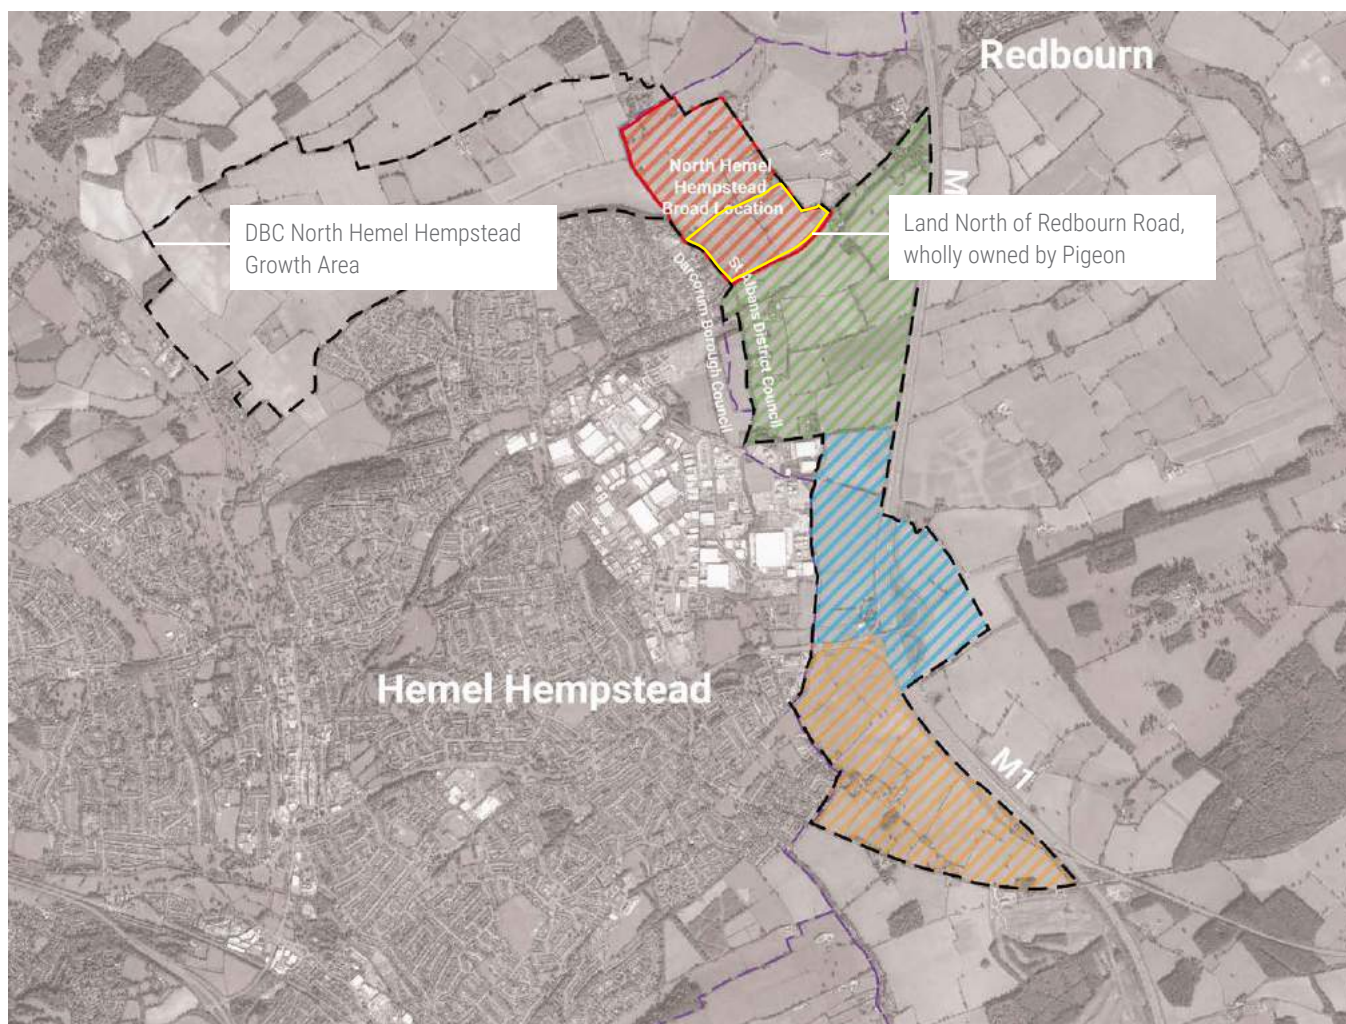 Redbourn
M
North Hemel
Hempstead
Broad Location
DBC North Hemel Hempstead
Growth Area
Land North of Redbourn Road,
wholly owned by Pigeon
Darcorum Borough Council
St Albans District Council
Hemel Hempstead
M1